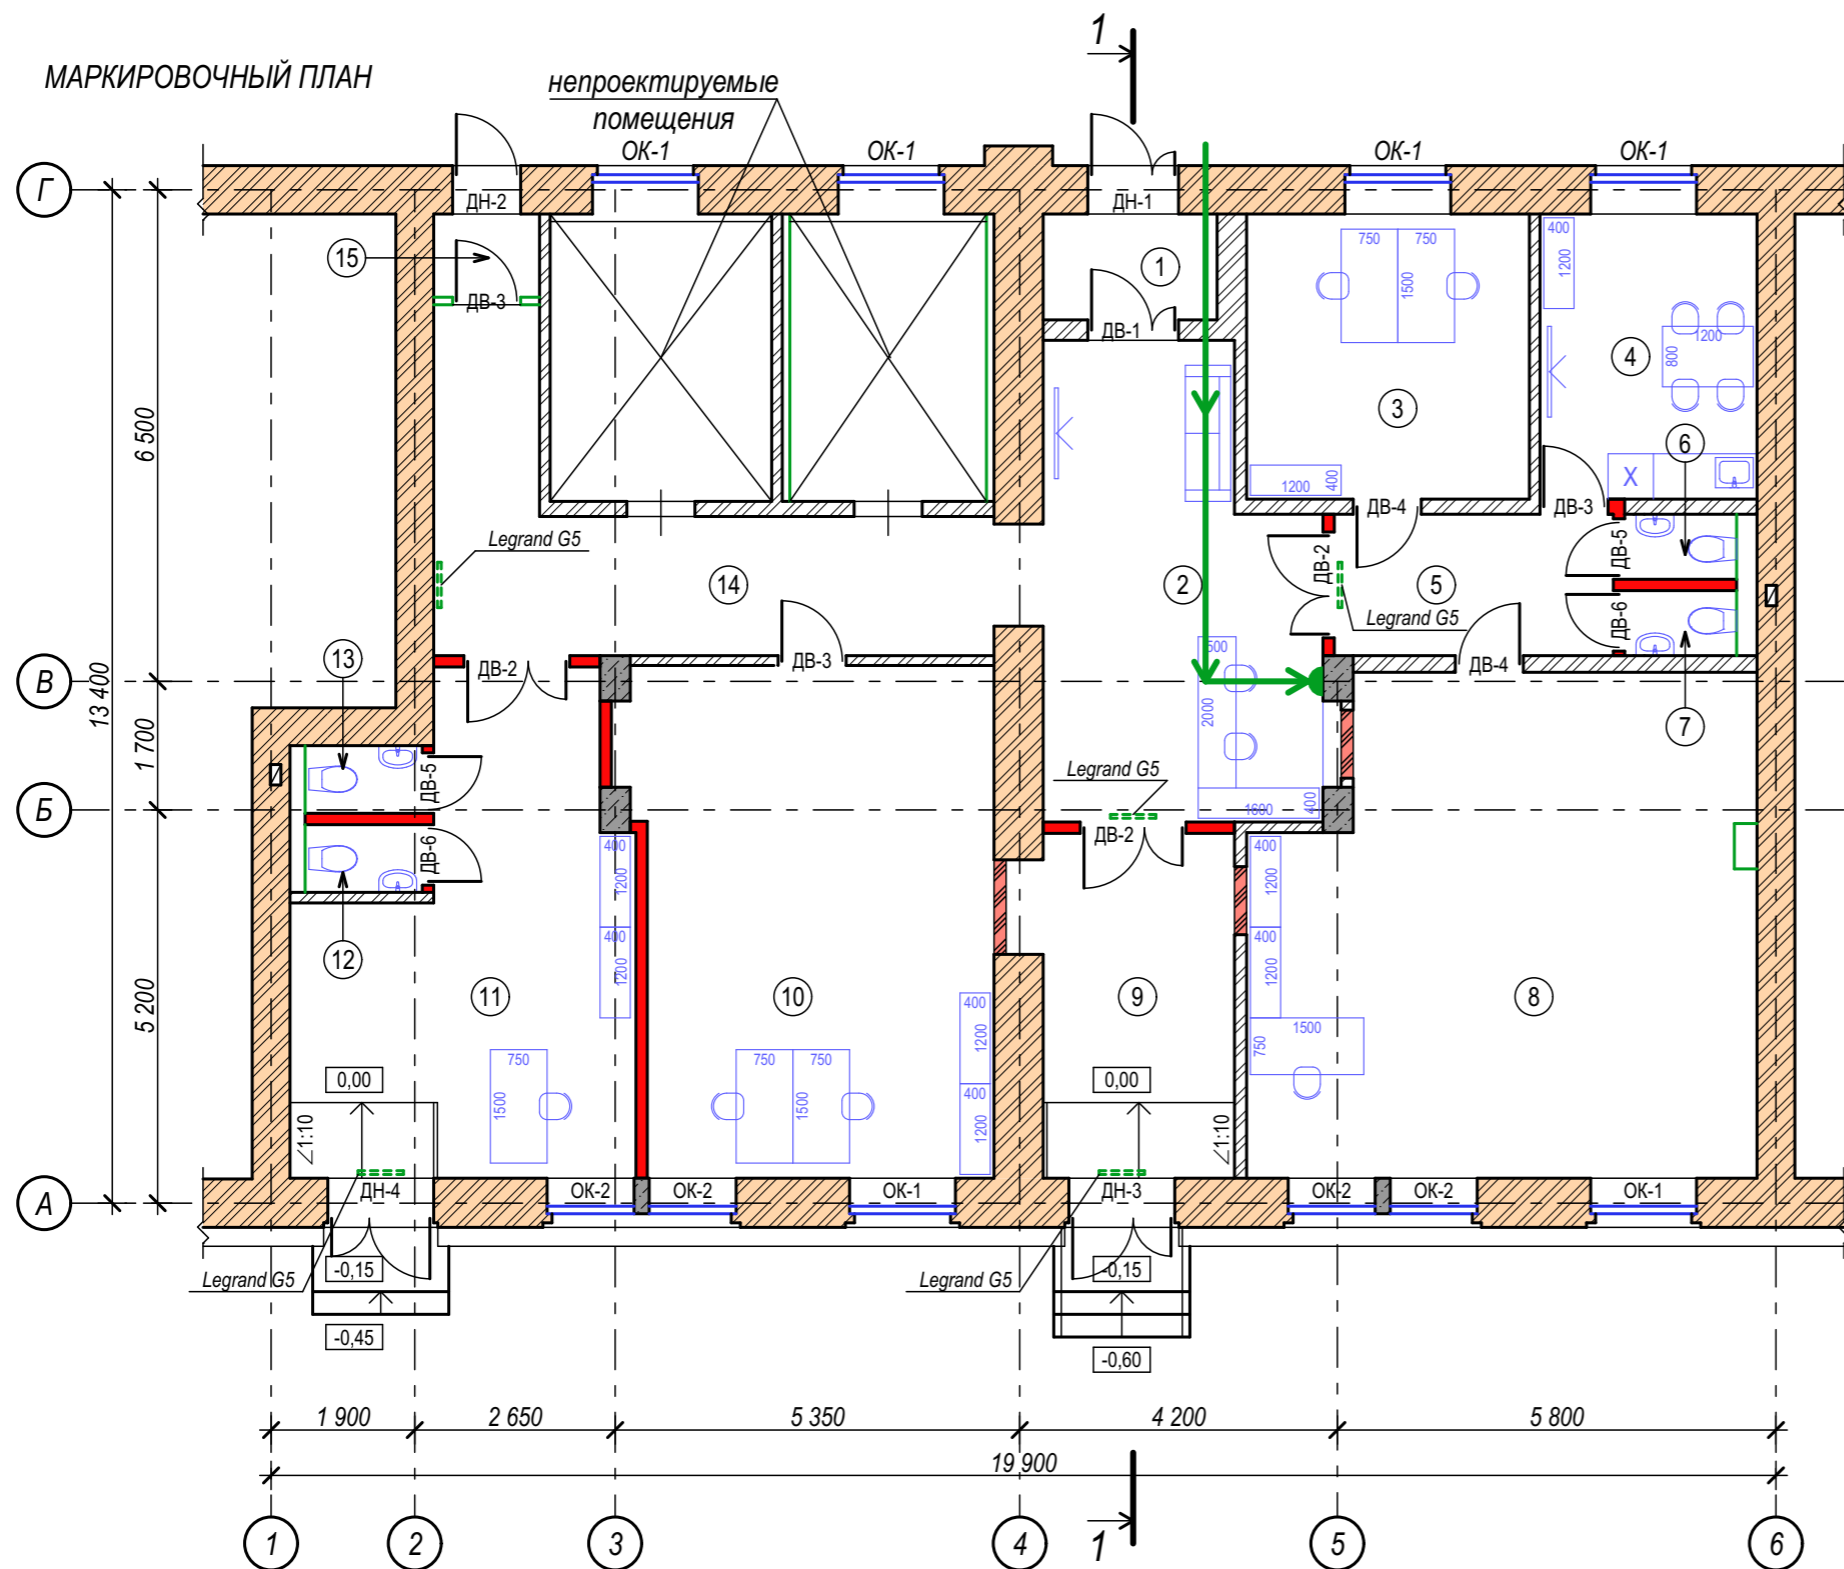 1
МАРКИРОВОЧНЫЙ ПЛАН
непроектируемые
помещения
ОК-1
ОК-1
ОК-1
ОК-1
Г
ДН-2
ДН-1
15
ДВ-3
1
ДВ-1
750
750
1500
3
1200
400
400
1200
1200
800
4
6
X
6 500
13 400
Legrand G5
14
2
ДВ-2
ДВ-4
ДВ-3
ДВ-5
5
Legrand G5
ДВ-6
13
ДВ-2
ДВ-3
500
ДВ-4
В
2000
7
1 700
ДВ-5
Legrand G5
Б
1600
400
ДВ-6
ДВ-2
400
1200
400
1200
12
400
1200
400
1200
11
10
9
8
5 200
750
1500
750
750
1500
400
1200
400
1200
1500
750
0,00
∠1:10
0,00
∠1:10
А
ДН-4
ОК-2
ОК-2
ОК-1
ДН-3
ОК-2
ОК-2
ОК-1
Legrand G5
-0,15
Legrand G5
-0,15
-0,45
-0,60
1 900
2 650
5 350
4 200
5 800
19 900
1
2
3
4
1
5
6